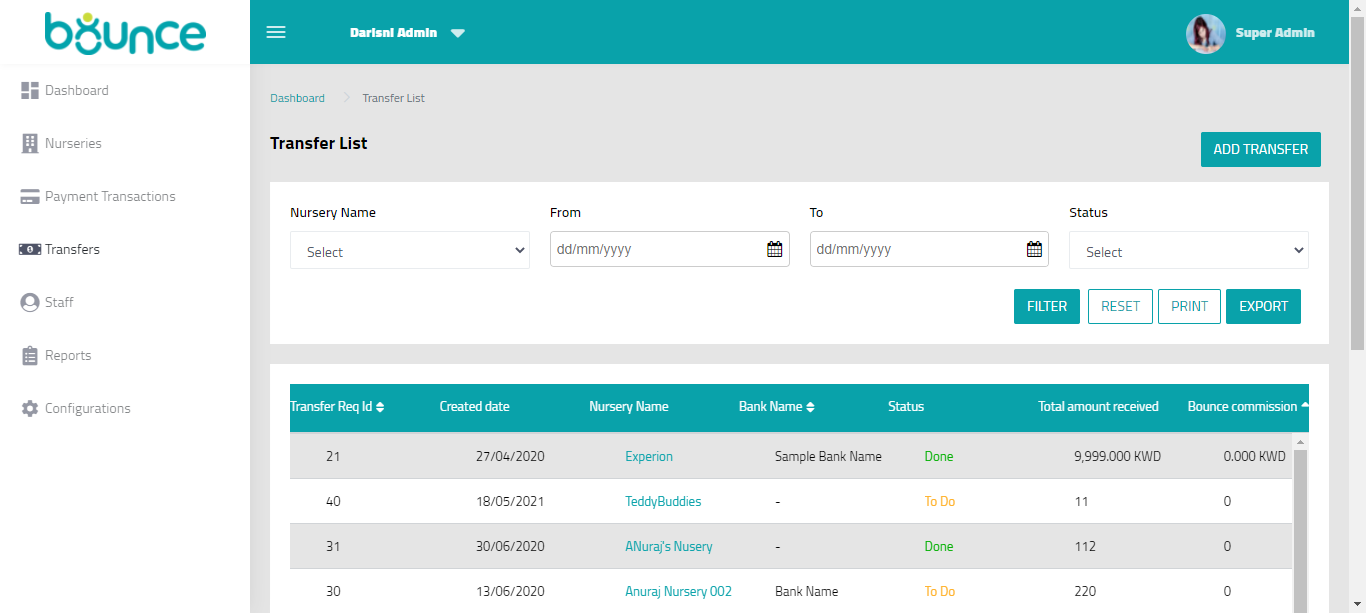 bounce
Darisni Admin
Super Admin
Dashboard
Nurseries
Payment Transactions
Transfers
Staff
Reports
Configurations
Dashboard Transfer List
Transfer List
ADD TRANSFER
Nursery Name From To Status
Select dd/mm/yyyy dd/mm/yyyy Select
FILTER RESET PRINT EXPORT
Transfer Req Id Created date Nursery Name Bank Name Status Total amount received Bounce commission
21 27/04/2020 Experion Sample Bank Name Done 9,999.000 KWD 0.000 KWD
40 18/05/2021 TeddyBuddies - To Do 11 0
31 30/06/2020 ANuraj's Nusery - Done 112 0
30 13/06/2020 Anuraj Nursery 002 Bank Name To Do 220 0